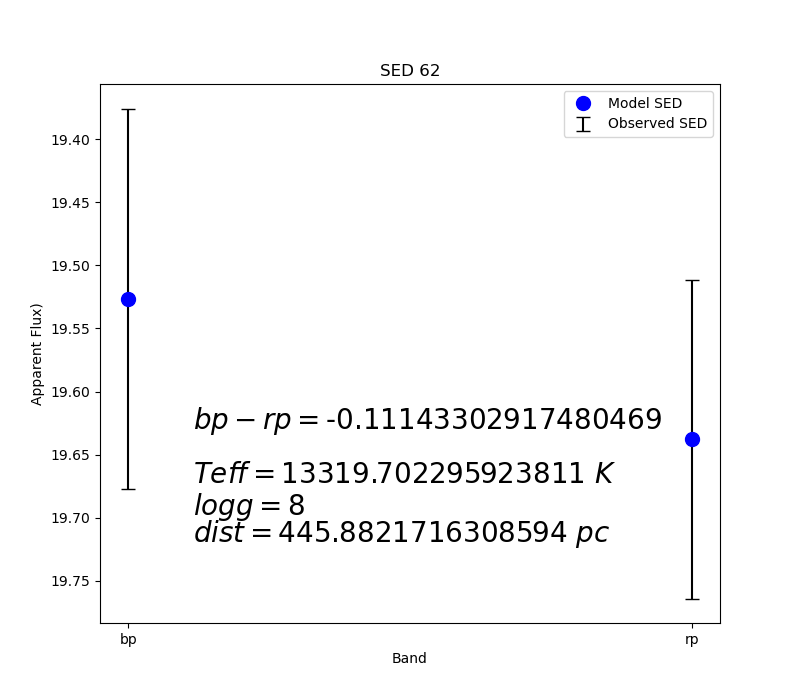 SED 62
Model SED
Observed SED
19.40
19.45
19.50
19.55
19.60
19.65
19.70
19.75
Apparent Flux)
bp − rp = -0.11143302917480469
Teff = 13319.702295923811 K
logg = 8
dist = 445.8821716308594 pc
bp rp
Band